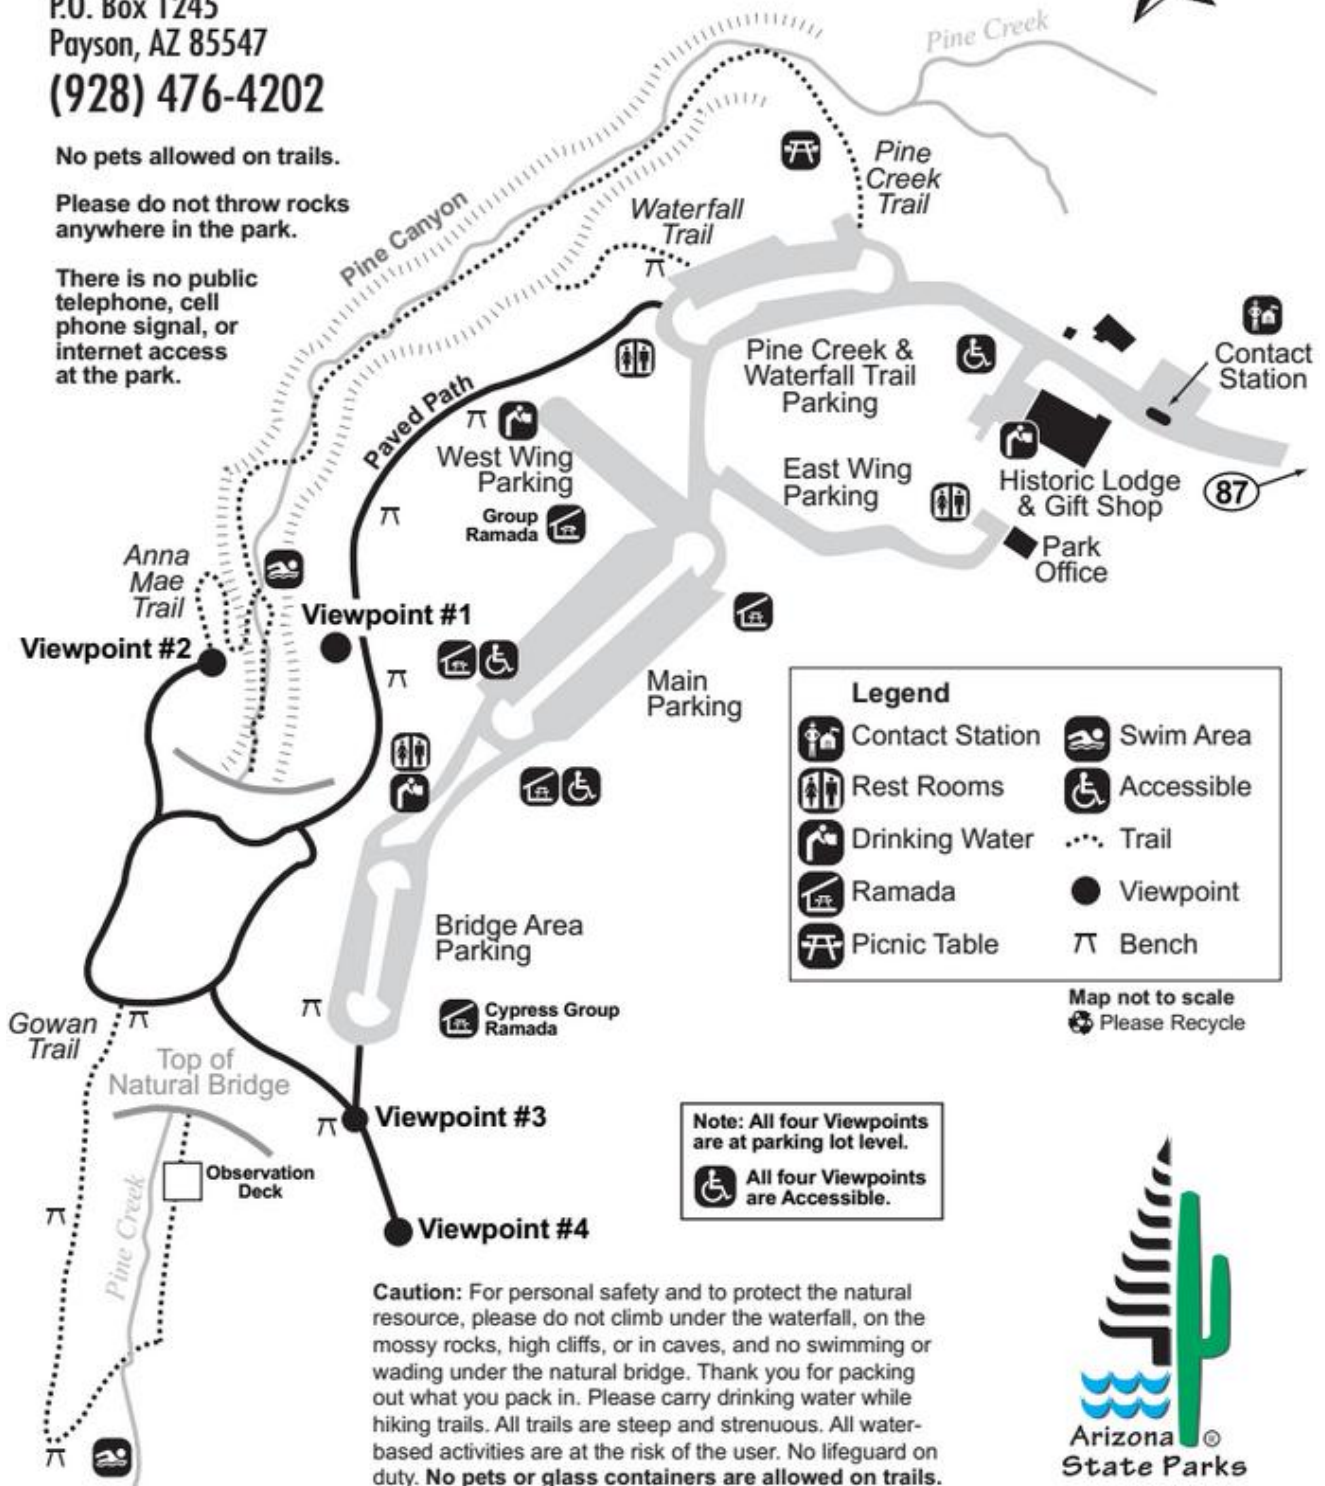 P.O. Box 1245
Payson, AZ 85547
(928) 476-4202
No pets allowed on trails.
Please do not throw rocks
anywhere in the park.
There is no public
telephone, cell
phone signal, or
internet access
at the park.
Pine Creek
Pine
Creek
Trail
Waterfall
Trail
Pine Canyon
Paved Path
Pine Creek &
Waterfall Trail
Parking
Contact
Station
West Wing
Parking
Group
Ramada
East Wing
Parking
Historic Lodge
& Gift Shop
87
Park
Office
Anna
Mae
Trail
Viewpoint #1
Viewpoint #2
Main
Parking
Legend
Contact Station
Swim Area
Rest Rooms
Accessible
Drinking Water
Trail
Ramada
Viewpoint
Picnic Table
Bench
Map not to scale
Please Recycle
Bridge Area
Parking
Cypress Group
Ramada
Gowan
Trail
Top of
Natural Bridge
Viewpoint #3
Observation
Deck
Pine Creek
Viewpoint #4
Note: All four Viewpoints
are at parking lot level.
All four Viewpoints
are Accessible.
Caution: For personal safety and to protect the natural
resource, please do not climb under the waterfall, on the
mossy rocks, high cliffs, or in caves, and no swimming or
wading under the natural bridge. Thank you for packing
out what you pack in. Please carry drinking water while
hiking trails. All trails are steep and strenuous. All water-
based activities are at the risk of the user. No lifeguard on
duty. No pets or glass containers are allowed on trails.
Arizona ®
State Parks